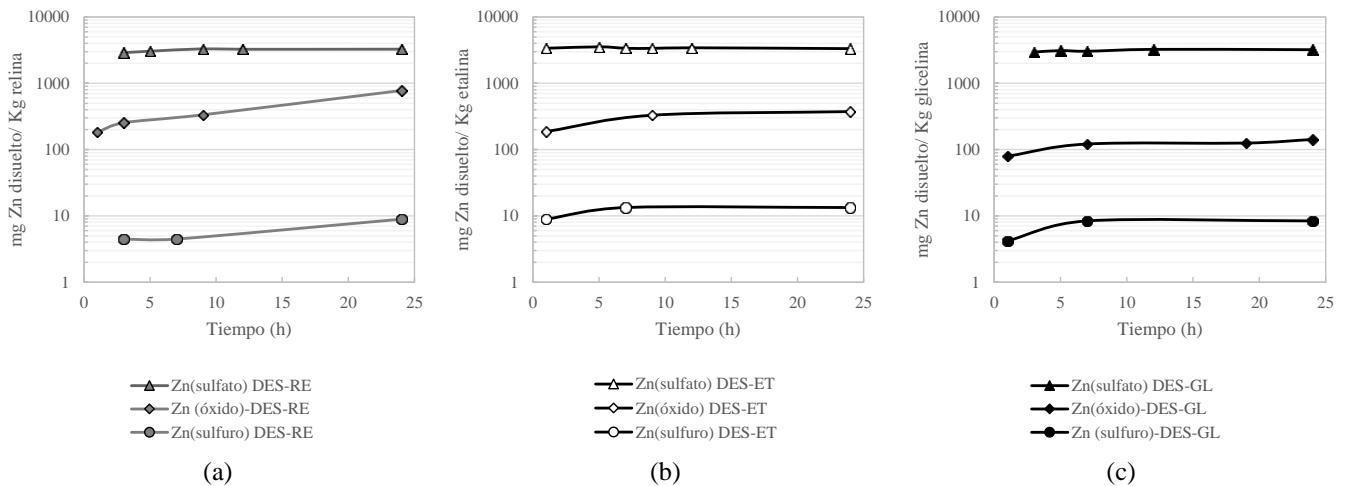 mg Zn disuelto/ Kg relina
10000
1000
100
10
1
0 5 10 15 20 25
Tiempo (h)
Zn(sulfato) DES-RE
Zn (óxido)-DES-RE
Zn(sulfuro) DES-RE
(a)
mg Zn disuelto/ Kg etalina
10000
1000
100
10
1
0 5 10 15 20 25
Tiempo (h)
Zn(sulfato) DES-ET
Zn(óxido) DES-ET
Zn(sulfuro) DES-ET
(b)
mg Zn disuelto/ Kg glicelina
10000
1000
100
10
1
0 5 10 15 20 25
Tiempo (h)
Zn(sulfato) DES-GL
Zn(óxido)-DES-GL
Zn (sulfuro)-DES-GL
(c)